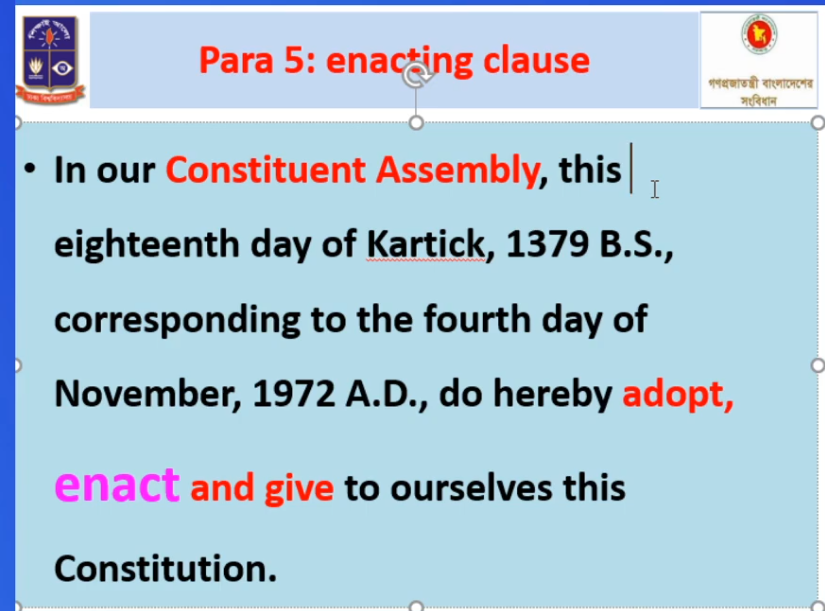 Para 5: enacting clause
গণপ্রজাতন্ত্রী বাংলাদেশের
সংবিধান
• In our Constituent Assembly, this
eighteenth day of Kartick, 1379 B.S.,
corresponding to the fourth day of
November, 1972 A.D., do hereby adopt,
enact and give to ourselves this
Constitution.